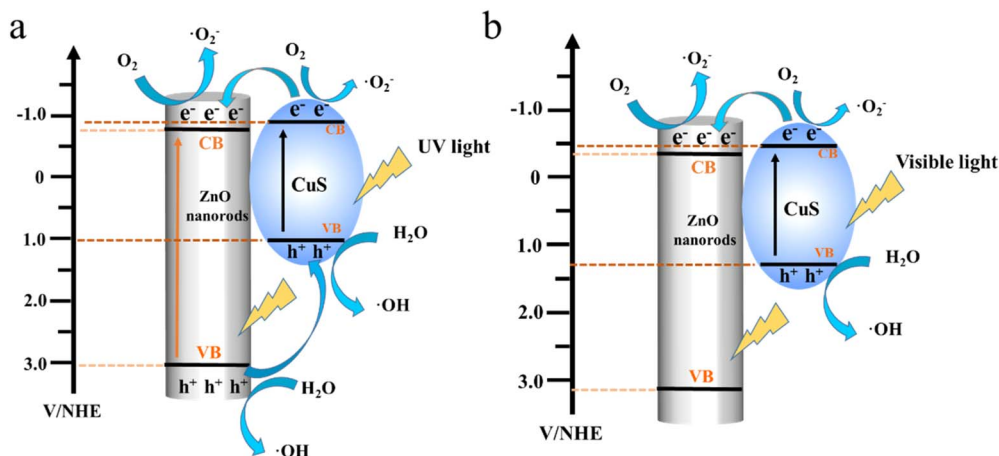 a
O₂
·O₂⁻
O₂
·O₂⁻
-1.0
e⁻ e⁻ e⁻
e⁻ e⁻
CB
CB
UV light
0
ZnO
nanorods
CuS
1.0
VB
h⁺ h⁺
H₂O
2.0
·OH
3.0
VB
h⁺ h⁺ h⁺
H₂O
V/NHE
·OH
b
O₂
·O₂⁻
O₂
·O₂⁻
-1.0
e⁻ e⁻ e⁻
e⁻ e⁻
CB
CB
Visible light
0
ZnO
nanorods
CuS
1.0
VB
h⁺ h⁺
H₂O
2.0
·OH
3.0
VB
V/NHE